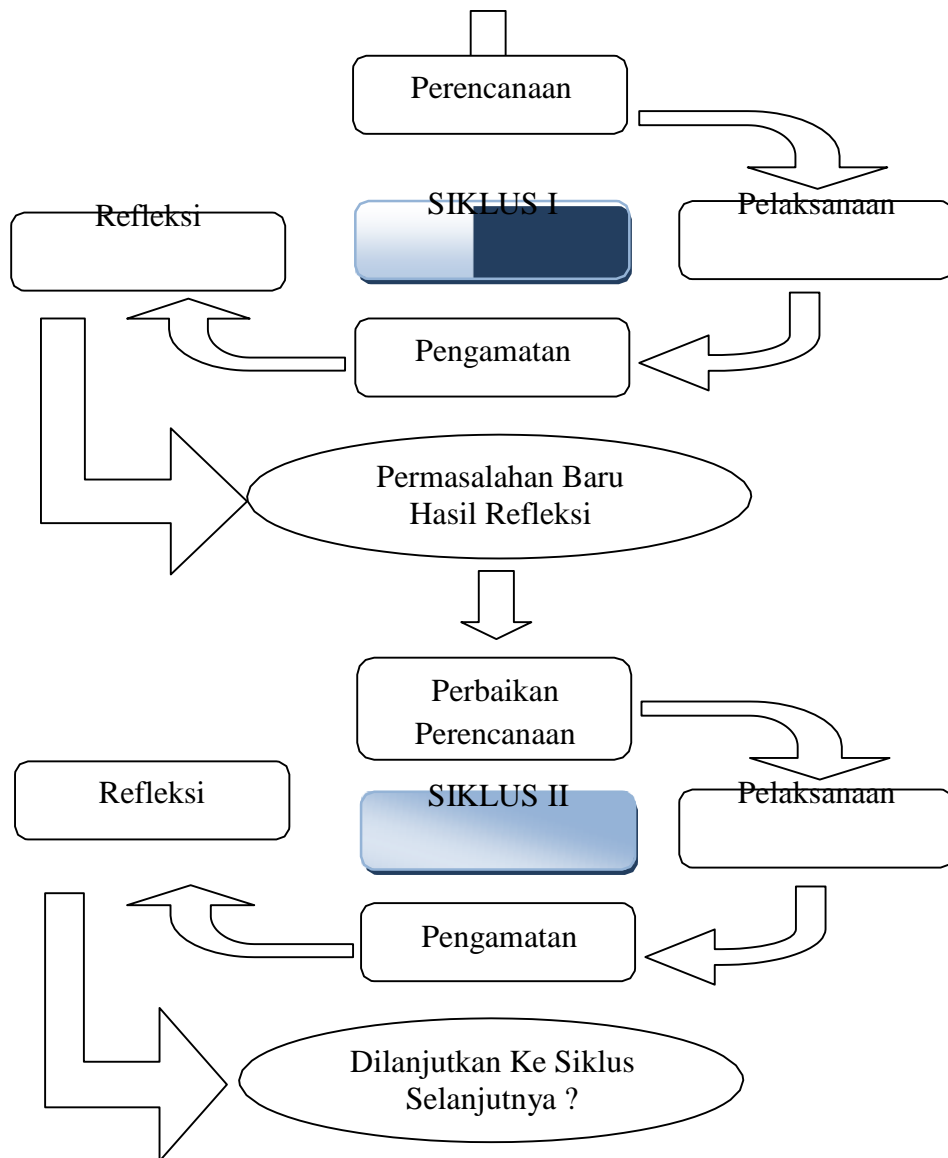 Perencanaan
Refleksi
SIKLUS I
Pelaksanaan
Pengamatan
Permasalahan Baru
Hasil Refleksi
Perbaikan
Perencanaan
Refleksi
SIKLUS II
Pelaksanaan
Pengamatan
Dilanjutkan Ke Siklus
Selanjutnya ?